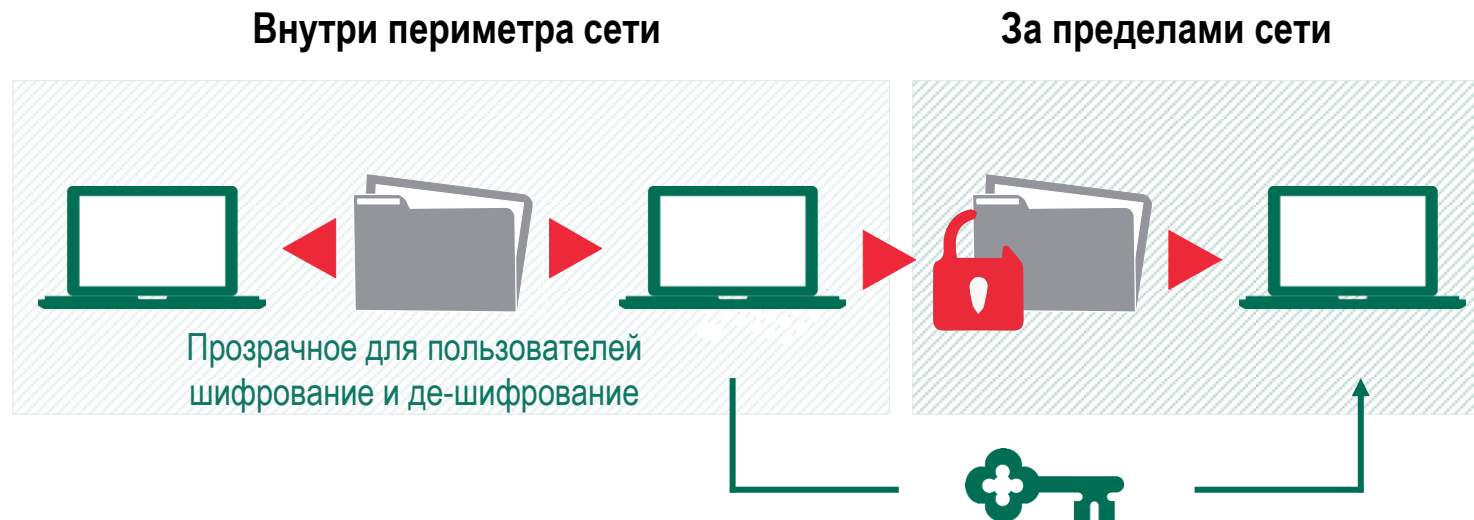 Внутри периметра сети
За пределами сети
Прозрачное для пользователей
шифрование и де-шифрование